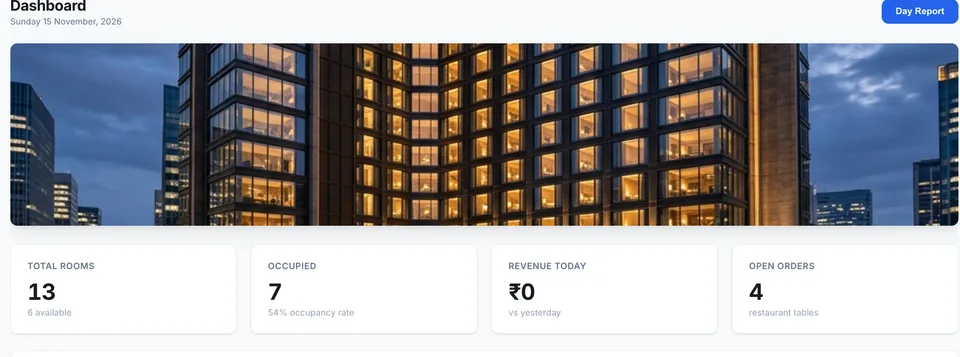 Dashboard
Sunday 15 November, 2026
Day Report
TOTAL ROOMS
13
6 available
OCCUPIED
7
54% occupancy rate
REVENUE TODAY
₹0
vs yesterday
OPEN ORDERS
4
restaurant tables